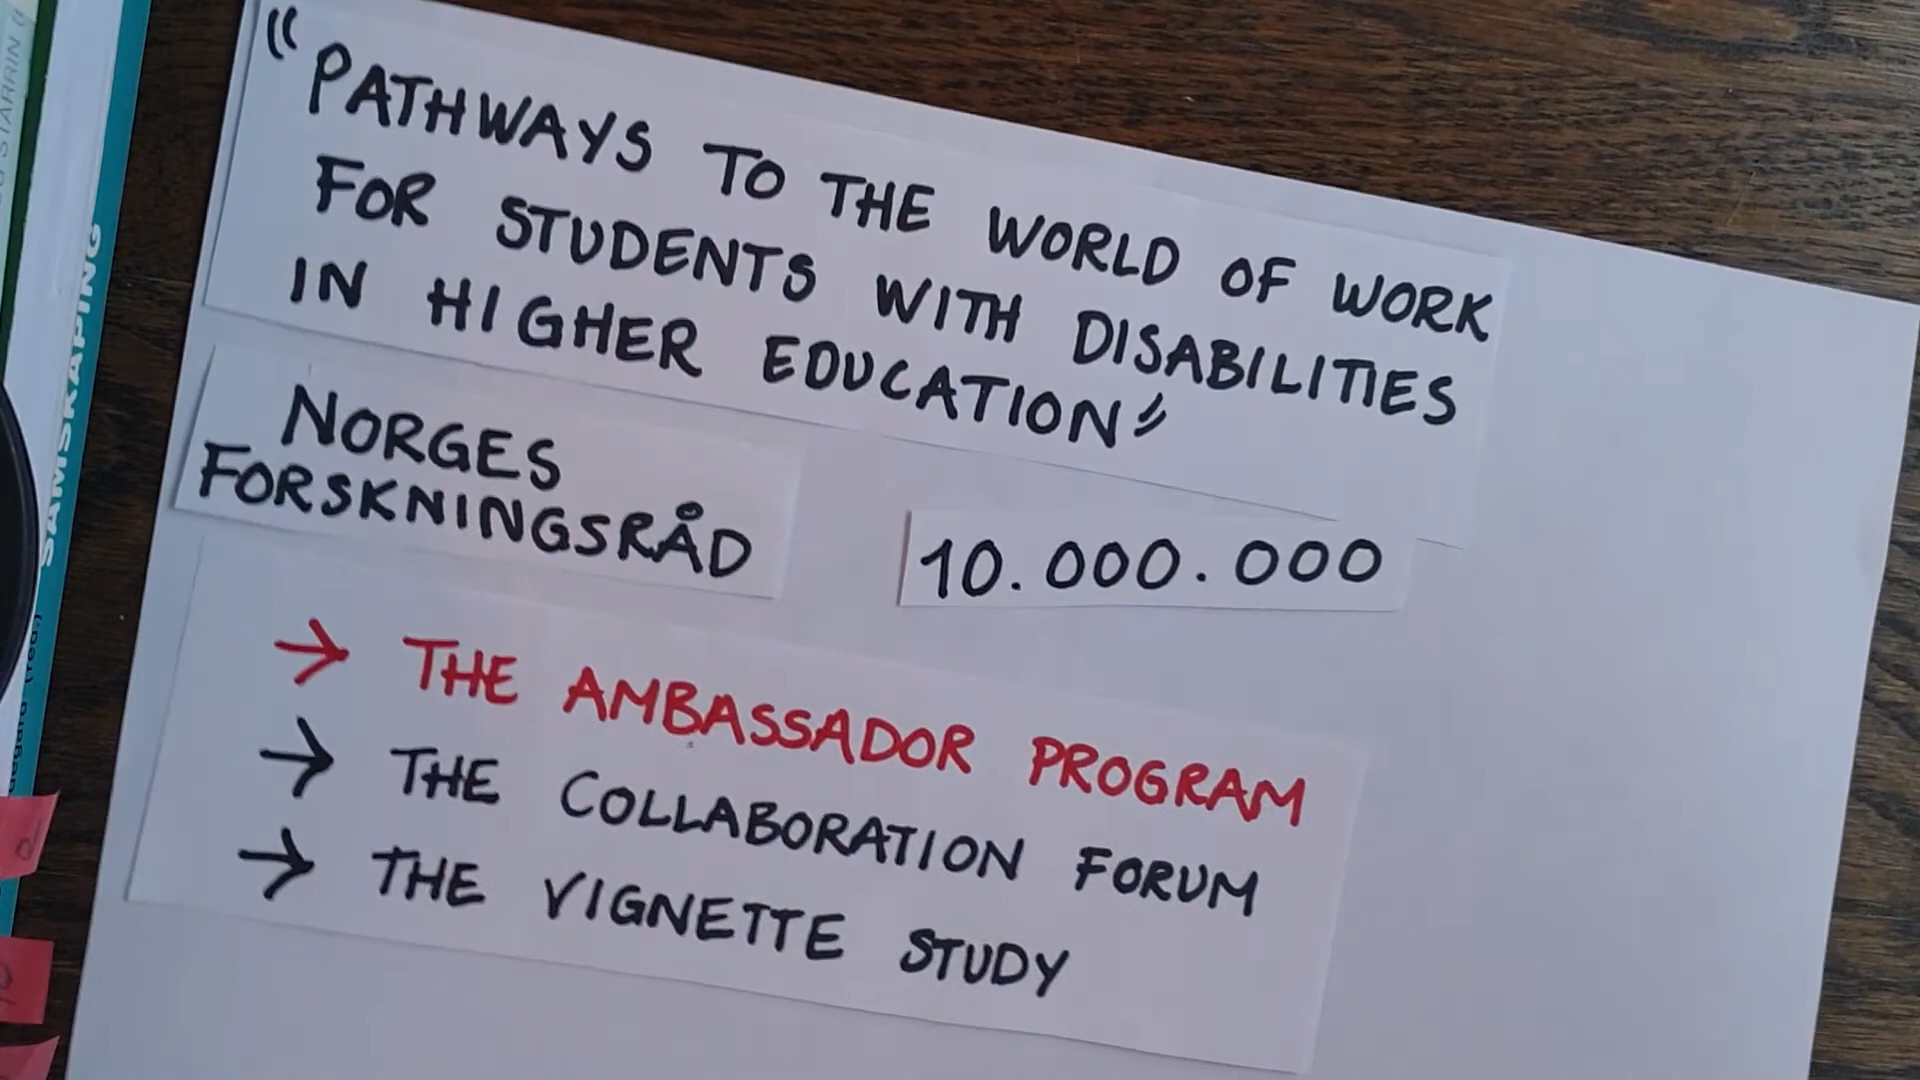 "PATHWAYS TO THE WORLD OF WORK
FOR STUDENTS WITH DISABILITIES
IN HIGHER EDUCATION"
NORGES
FORSKNINGSRÅD
10.000.000
→ THE AMBASSADOR PROGRAM
→ THE COLLABORATION FORUM
→ THE VIGNETTE STUDY
SAMSKAPING
(red.)